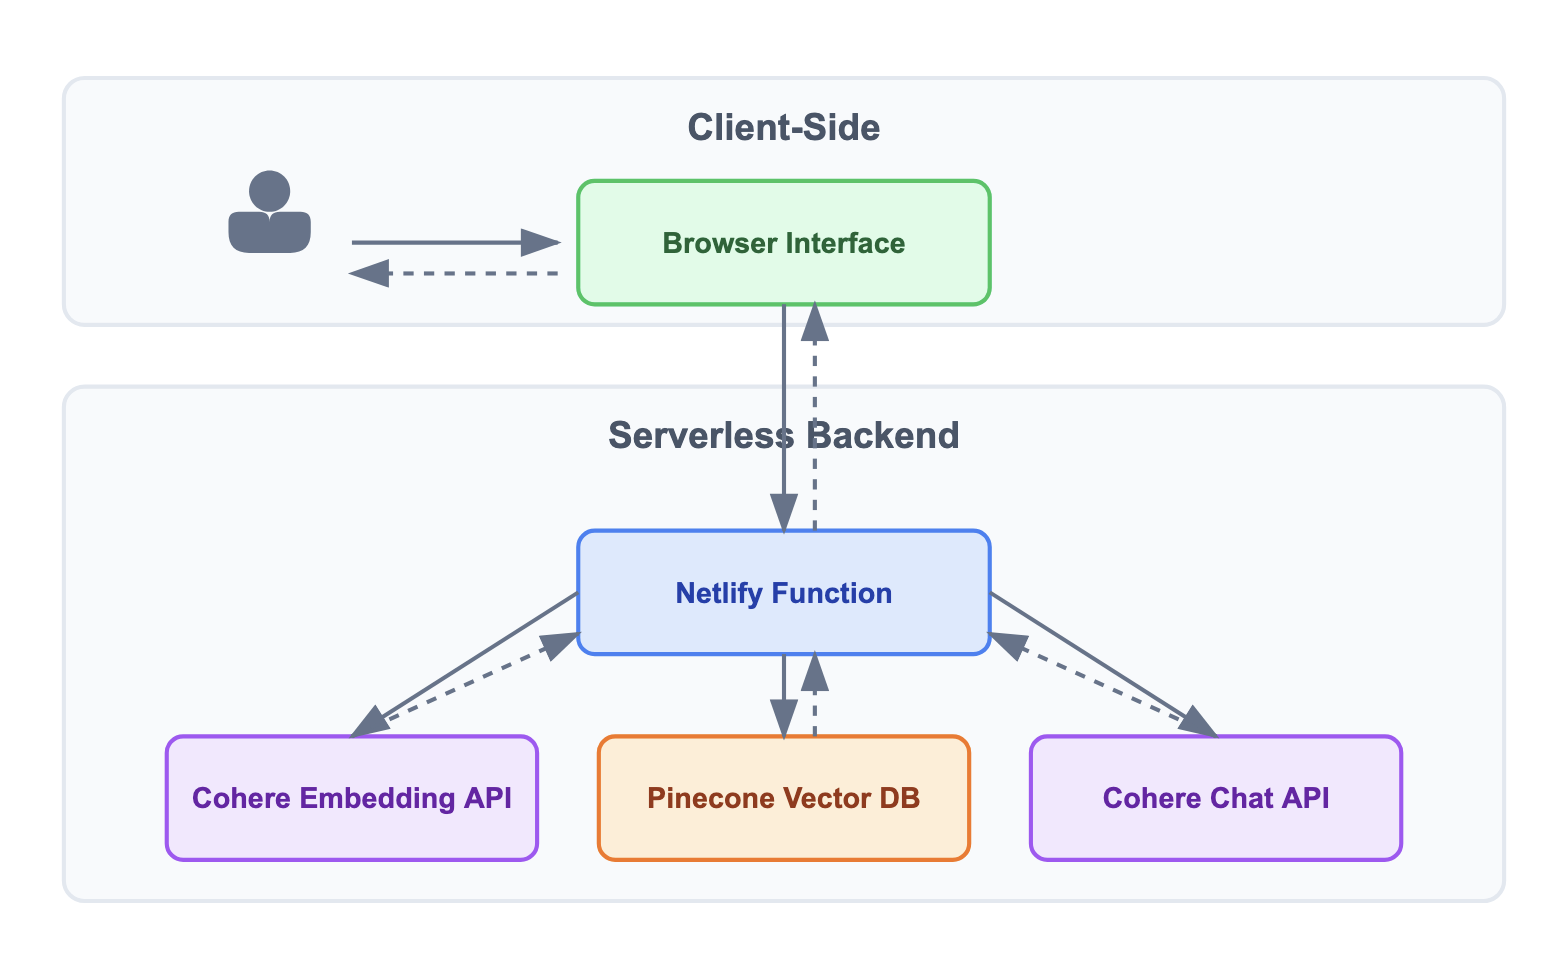 Client-Side
Browser Interface
Serverless Backend
Netlify Function
Cohere Embedding API
Pinecone Vector DB
Cohere Chat API